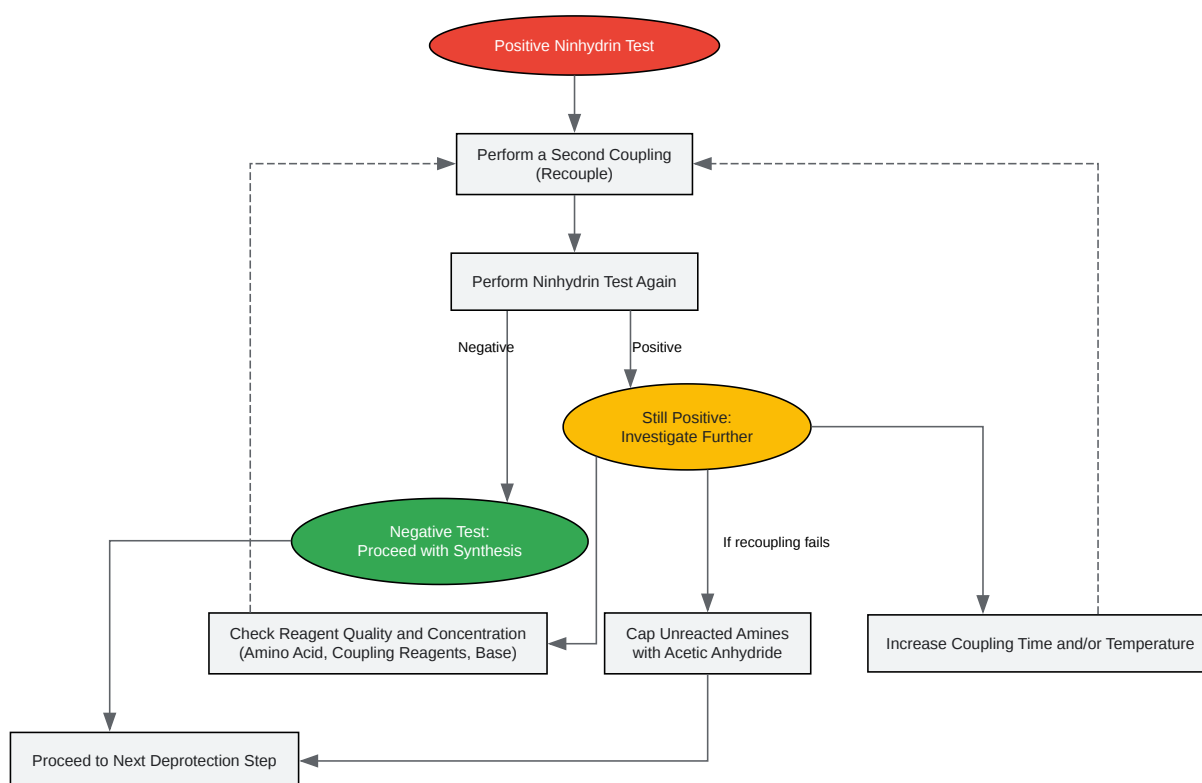 Positive Ninhydrin Test
Perform a Second Coupling
(Recouple)
Perform Ninhydrin Test Again
Negative
Positive
Still Positive:
Investigate Further
Negative Test:
Proceed with Synthesis
If recoupling fails
Check Reagent Quality and Concentration
(Amino Acid, Coupling Reagents, Base)
Cap Unreacted Amines
with Acetic Anhydride
Increase Coupling Time and/or Temperature
Proceed to Next Deprotection Step